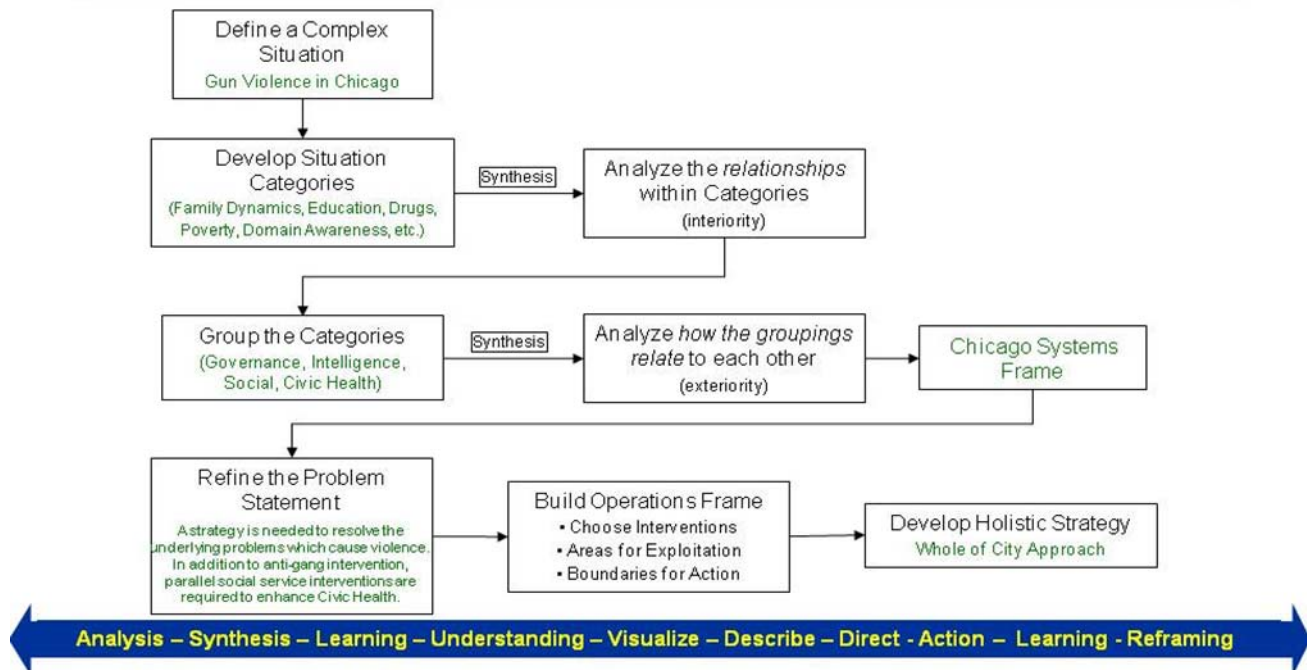 Define a Complex
Situation
Gun Violence in Chicago
Develop Situation
Categories
(Family Dynamics, Education, Drugs,
Poverty, Domain Awareness, etc.)
Synthesis
Analyze the relationships
within Categories
(interiority)
Group the Categories
(Governance, Intelligence,
Social, Civic Health)
Synthesis
Analyze how the groupings
relate to each other
(exteriority)
Chicago Systems
Frame
Refine the Problem
Statement
A strategy is needed to resolve the
underlying problems which cause violence.
In addition to anti-gang intervention,
parallel social service interventions are
required to enhance Civic Health.
Build Operations Frame
• Choose Interventions
• Areas for Exploitation
• Boundaries for Action
Develop Holistic Strategy
Whole of City Approach
Analysis – Synthesis – Learning – Understanding – Visualize – Describe – Direct - Action – Learning - Reframing